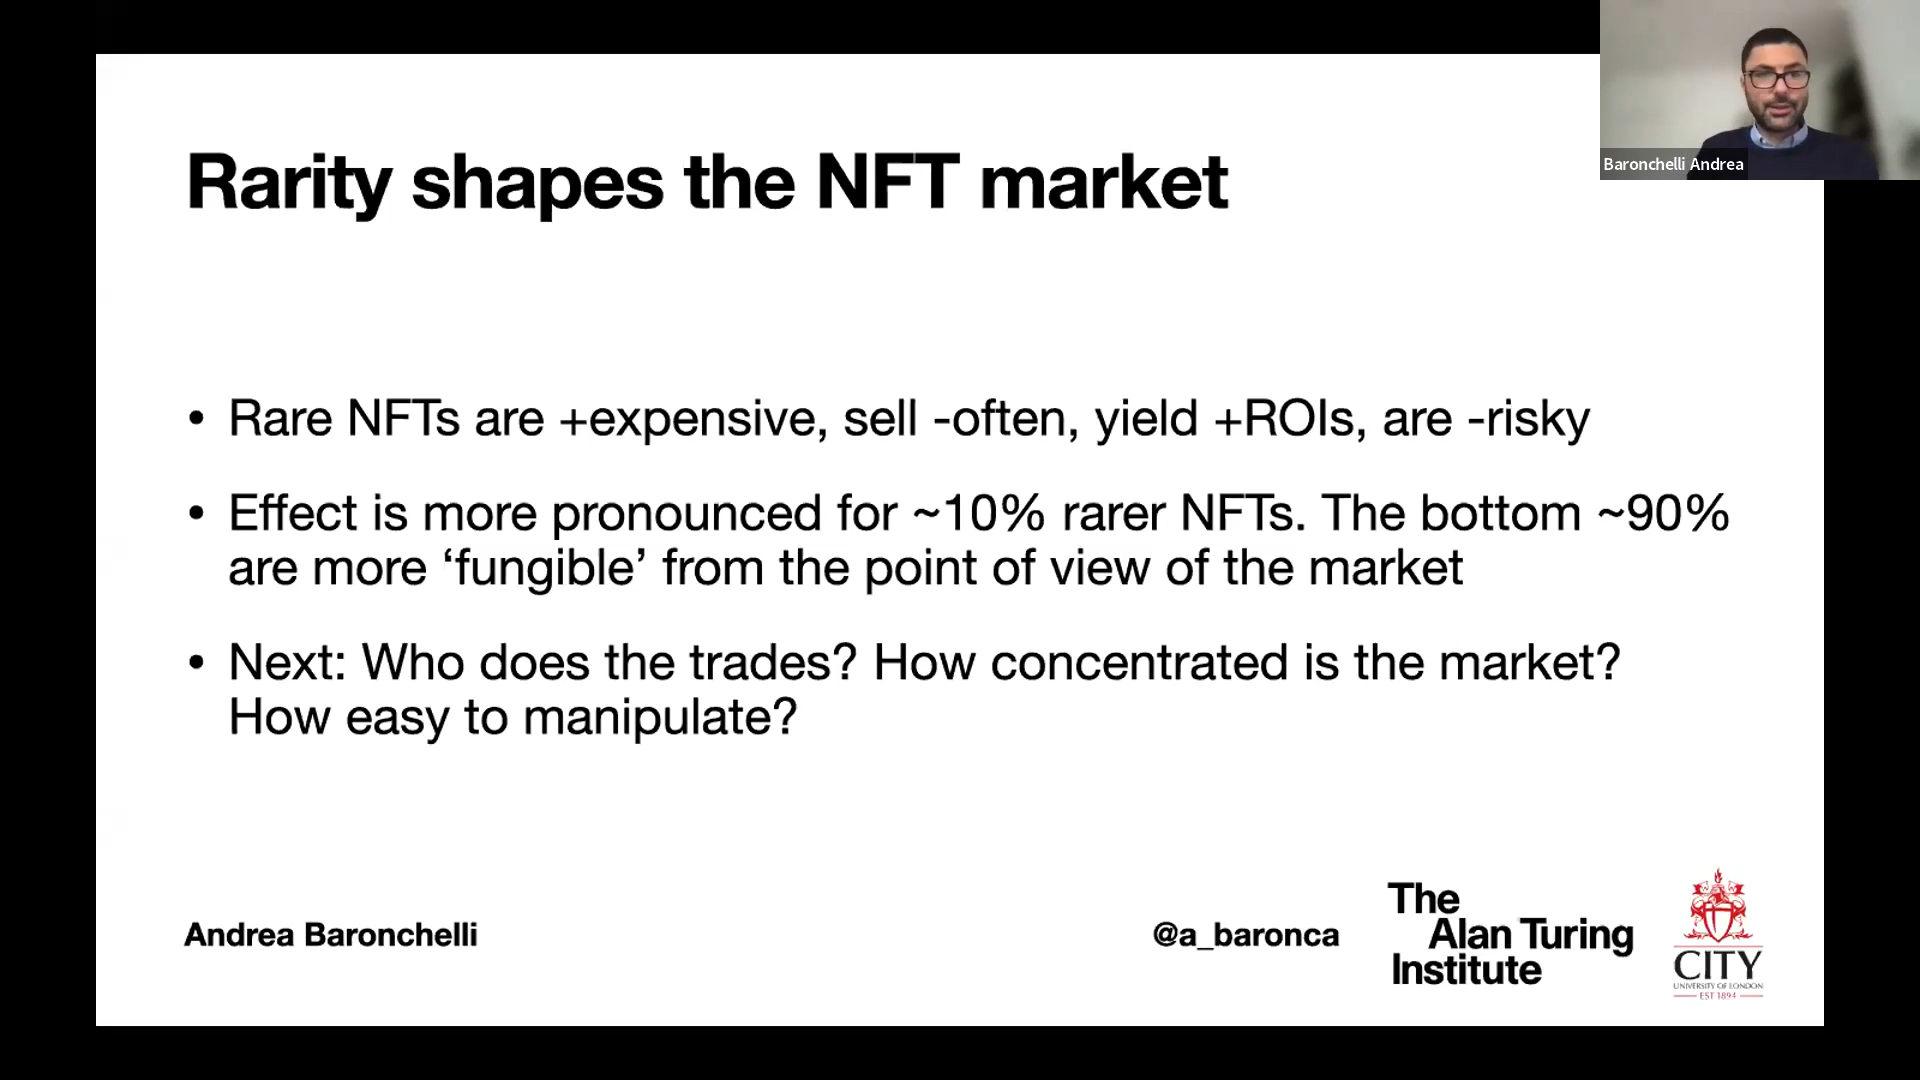 Baronchelli Andrea
Rarity shapes the NFT market
• Rare NFTs are +expensive, sell -often, yield +ROIs, are -risky
• Effect is more pronounced for ~10% rarer NFTs. The bottom ~90%
are more ‘fungible’ from the point of view of the market
• Next: Who does the trades? How concentrated is the market?
How easy to manipulate?
Andrea Baronchelli
@a_baronca
The
Alan Turing
Institute
CITY
UNIVERSITY OF LONDON
EST 1894